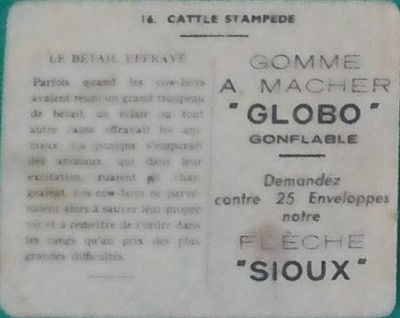 16. CATTLE STAMPEDE
LE BÉTAIL EFFRAYÉ
Parfois quand les cow-boys
avaient réuni un grand troupeau
de bétail, un éclair ou tout
autre cause effrayait les ani-
maux. La panique s'emparait
des animaux, qui dans leur
excitation, ruaient et char-
geaient. Les cow-boys ne parve-
naient alors à sauver leur propre
vie et à remettre de l'ordre dans
les rangs qu'au prix des plus
grandes difficultés.
GOMME
A. MACHER
"GLOBO"
GONFLABLE
Demandez
contre 25 Enveloppes
notre
FLÈCHE
"SIOUX"